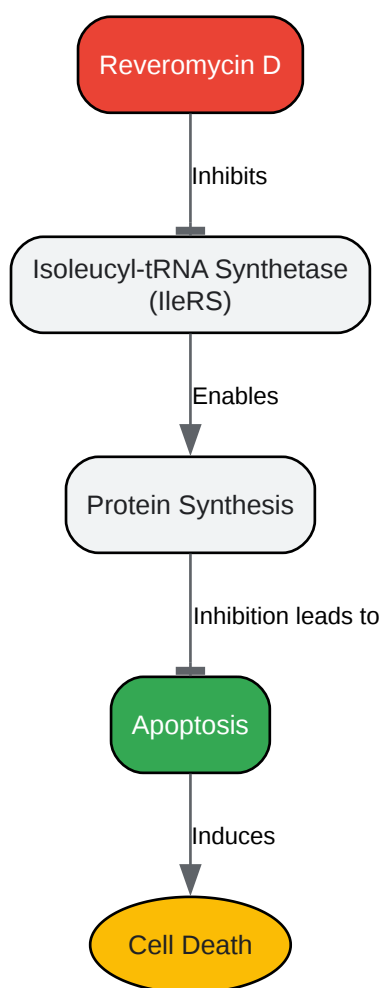 Reveromycin D
Inhibits
Isoleucyl-tRNA Synthetase
(IleRS)
Enables
Protein Synthesis
Inhibition leads to
Apoptosis
Induces
Cell Death